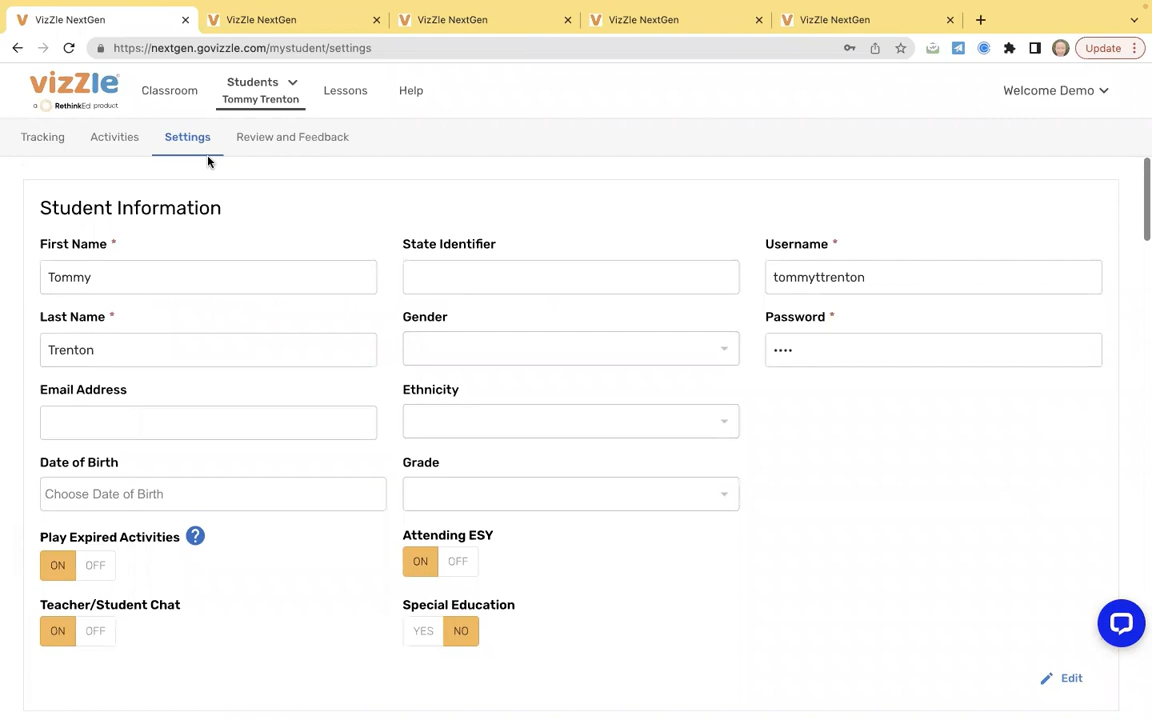 VizZle NextGen
VizZle NextGen
VizZle NextGen
VizZle NextGen
VizZle NextGen
https://nextgen.govizzle.com/mystudent/settings
Update
vizzle
a RethinkEd product
Classroom
Students
Tommy Trenton
Lessons
Help
Welcome Demo
Tracking
Activities
Settings
Review and Feedback
Student Information
First Name *
State Identifier
Username *
Tommy
tommyttrenton
Last Name *
Gender
Password *
Trenton
••••
Email Address
Ethnicity
Date of Birth
Grade
Choose Date of Birth
Play Expired Activities ?
Attending ESY
ON OFF
ON OFF
Teacher/Student Chat
Special Education
ON OFF
YES NO
Edit